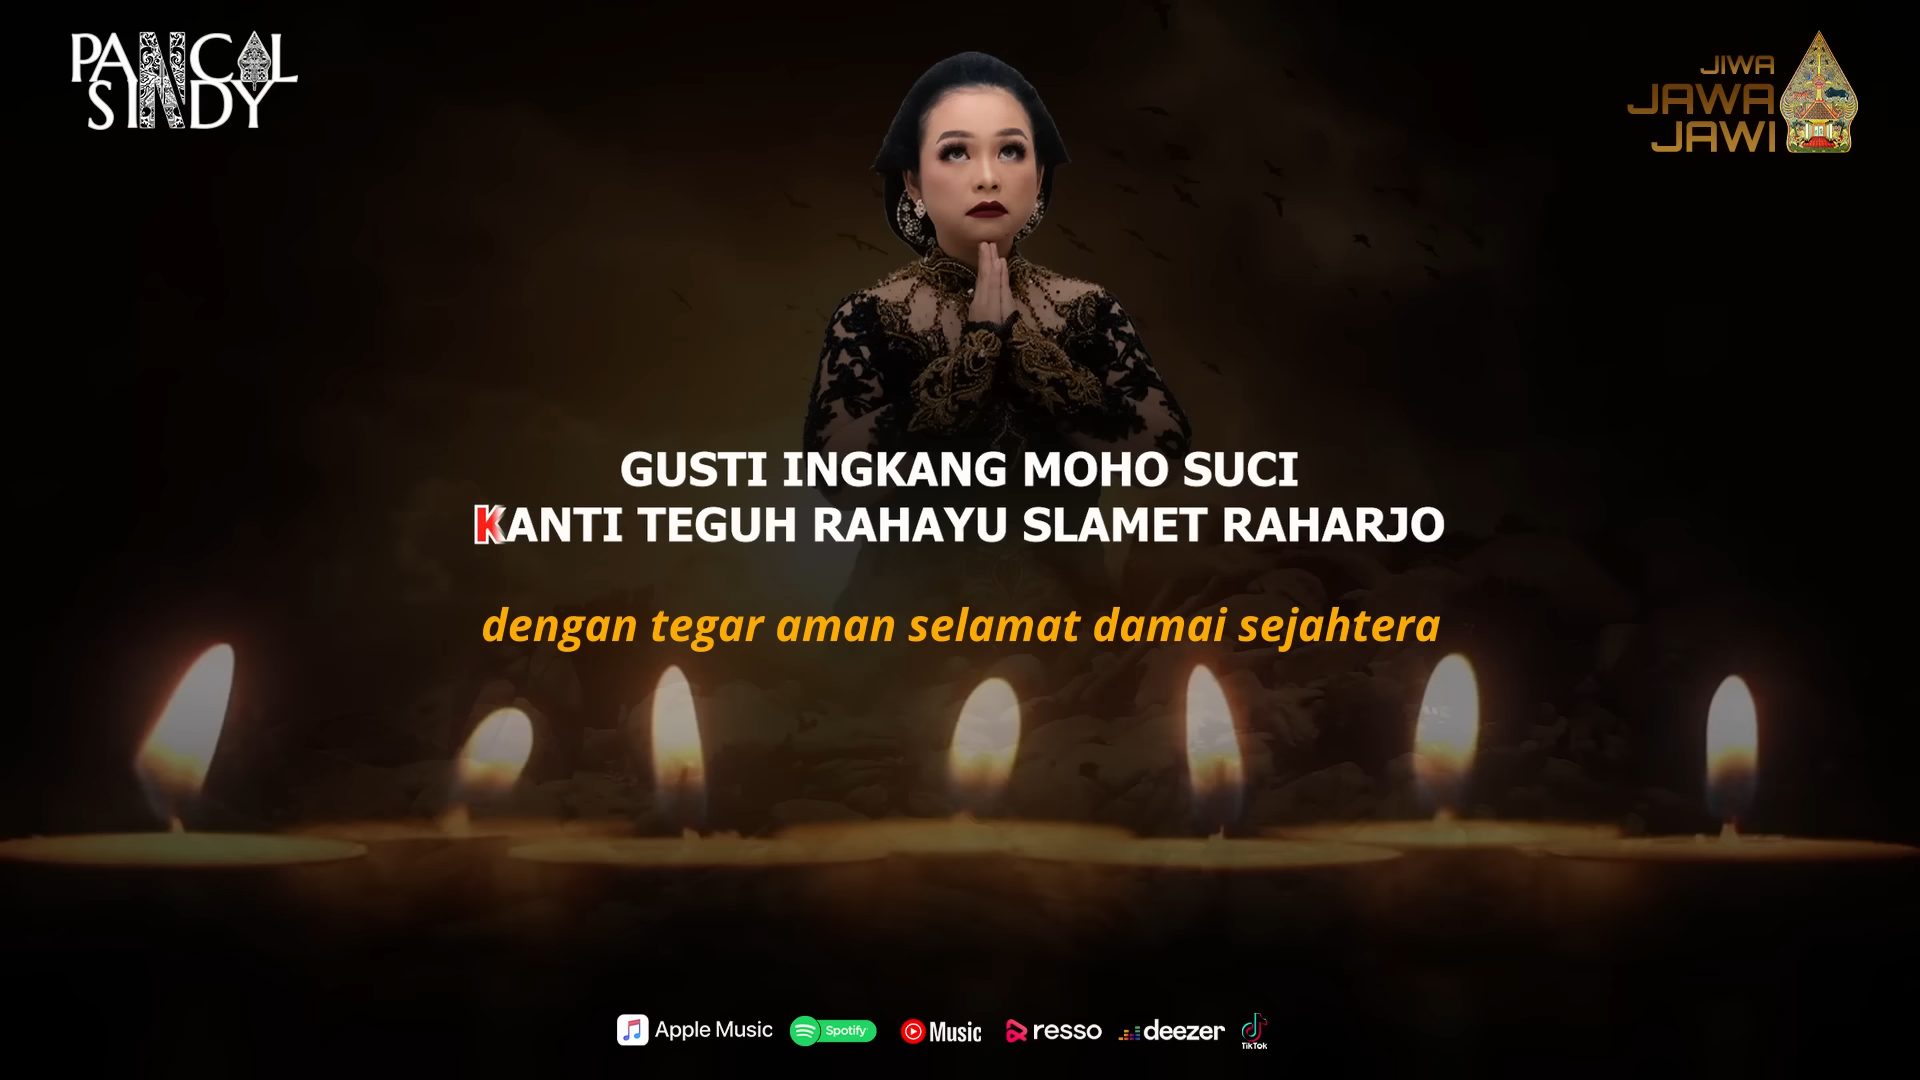 PANCAL
SINDY
JIWA
JAWA
JAWI
GUSTI INGKANG MOHO SUCI
KANTI TEGUH RAHAYU SLAMET RAHARJO
dengan tegar aman selamat damai sejahtera
Apple Music
Spotify
Music
resso
deezer
TikTok